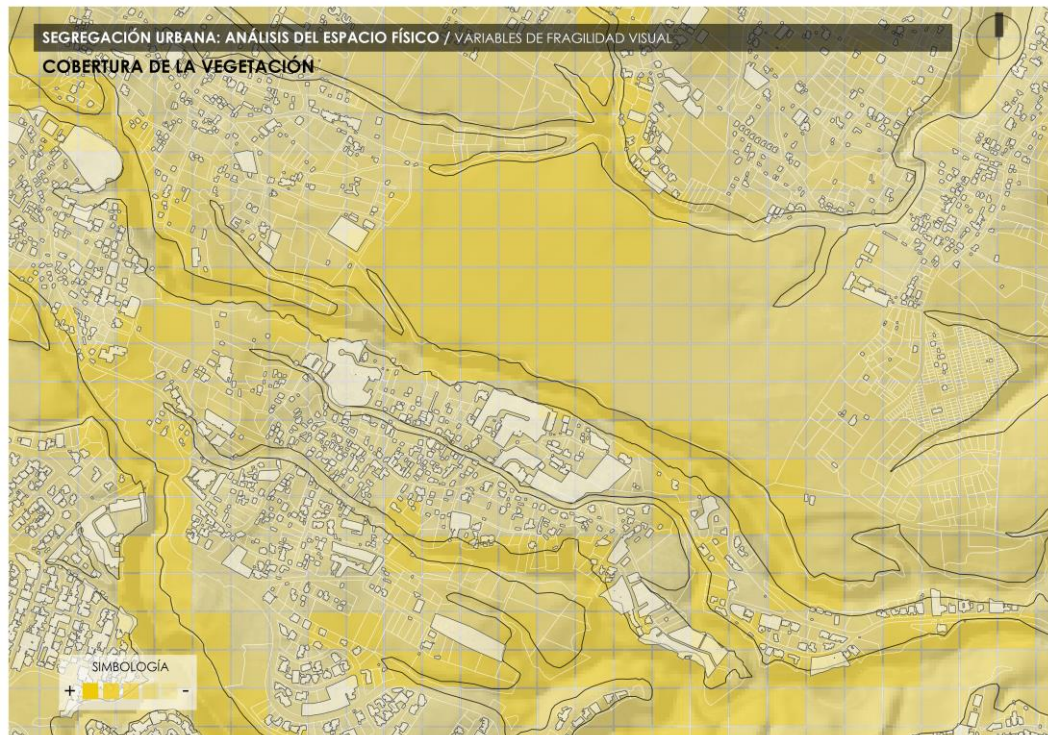 SEGREGACIÓN URBANA: ANÁLISIS DEL ESPACIO FÍSICO / VARIABLES DE FRAGILIDAD VISUAL
COBERTURA DE LA VEGETACIÓN
SIMBOLOGÍA
+ -